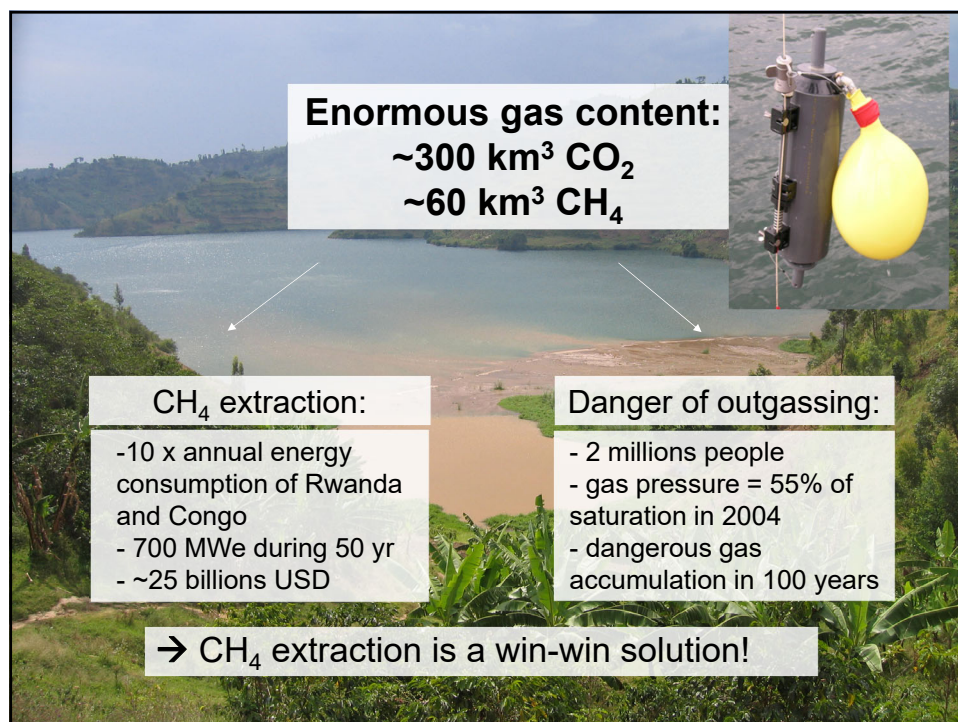 Enormous gas content:
~300 km³ CO₂
~60 km³ CH₄
CH₄ extraction:
-10 x annual energy
consumption of Rwanda
and Congo
- 700 MWe during 50 yr
- ~25 billions USD
Danger of outgassing:
- 2 millions people
- gas pressure = 55% of
saturation in 2004
- dangerous gas
accumulation in 100 years
→ CH₄ extraction is a win-win solution!